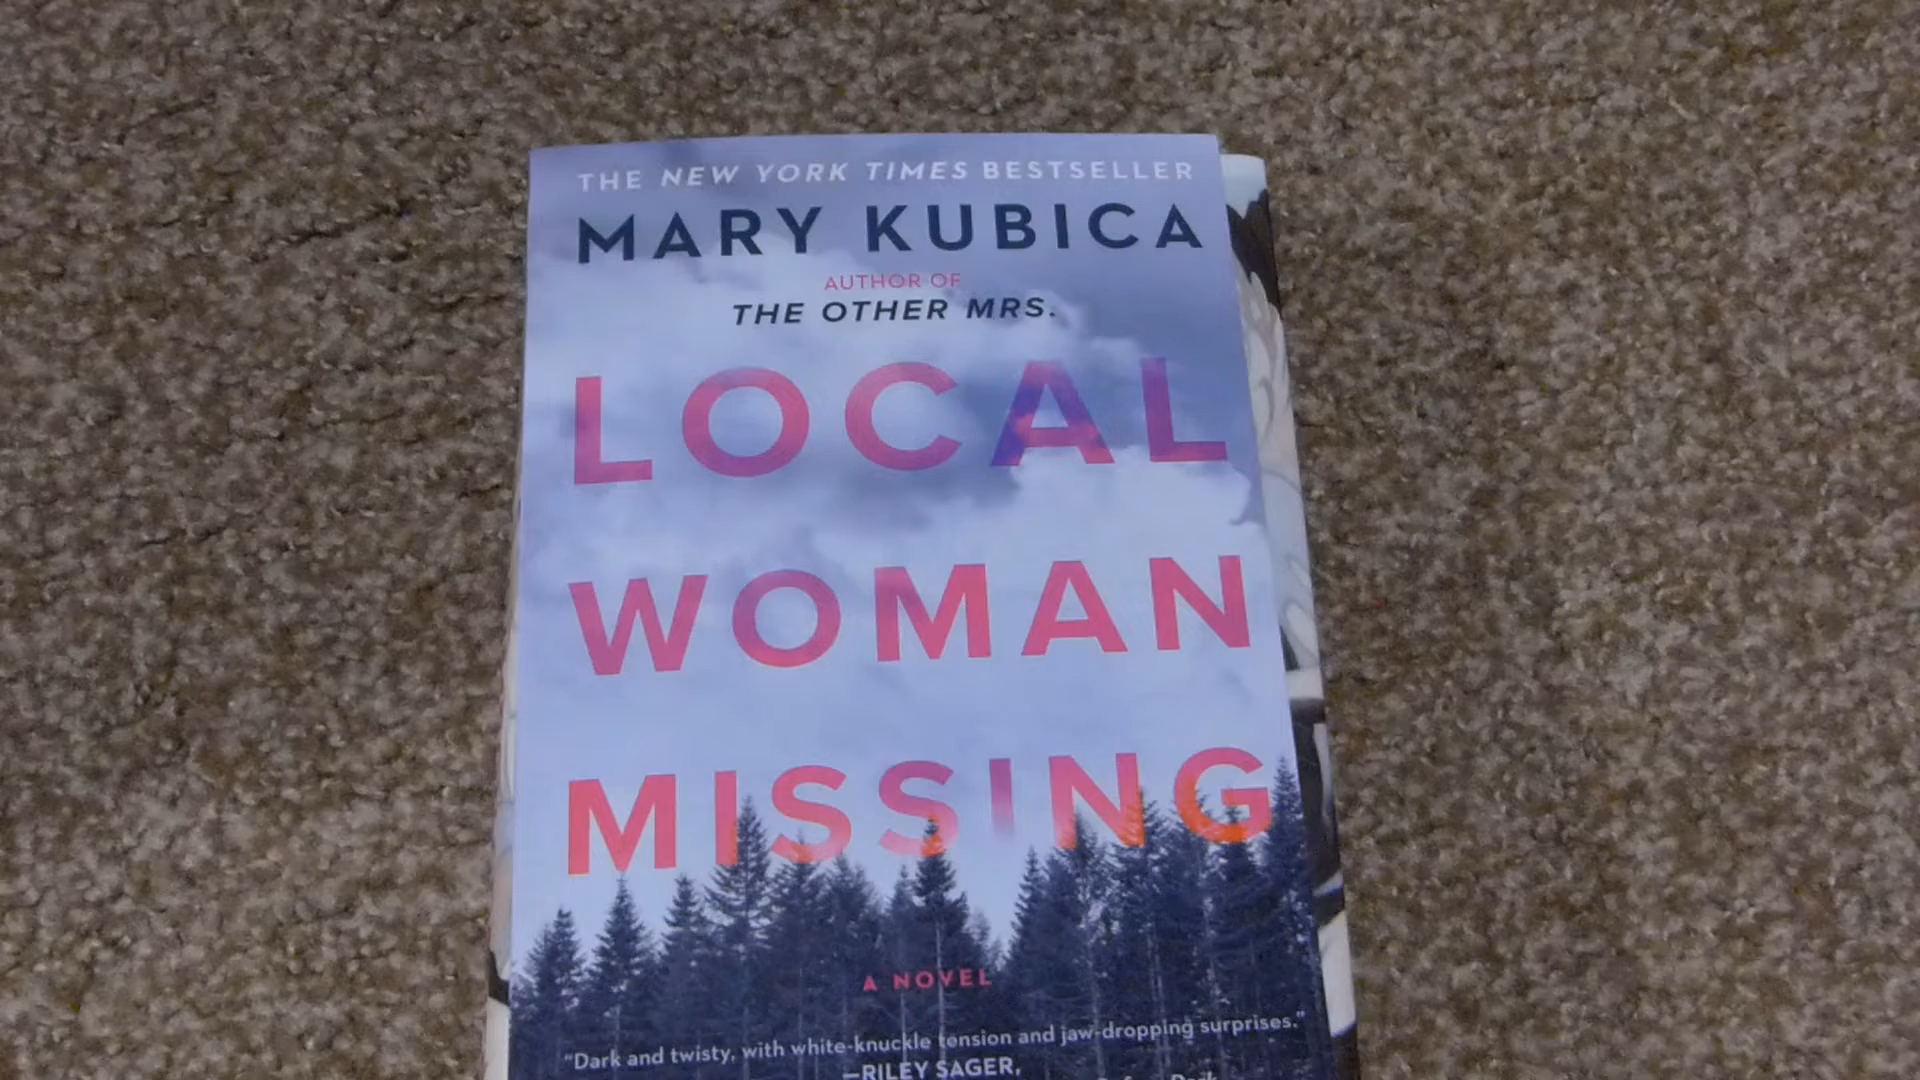 THE NEW YORK TIMES BESTSELLER
MARY KUBICA
AUTHOR OF
THE OTHER MRS.
LOCAL
WOMAN
MISSING
A NOVEL
“Dark and twisty, with white-knuckle tension and jaw-dropping surprises.”
—RILEY SAGER,
Dark